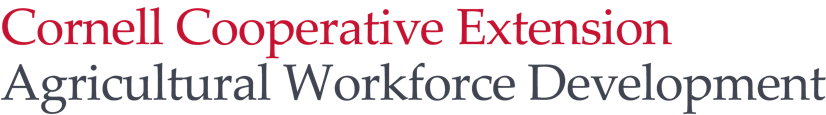 Cornell Cooperative Extension
Agricultural Workforce Development